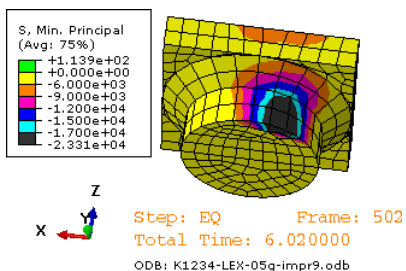 S, Min. Principal
(Avg: 75%)
+1.139e+02
+0.000e+00
-6.000e+03
-9.000e+03
-1.200e+04
-1.500e+04
-1.700e+04
-2.331e+04
Z
Y
X
Step: EQ Frame: 502
Total Time: 6.020000
ODB: K1234-LEX-05g-impr9.odb